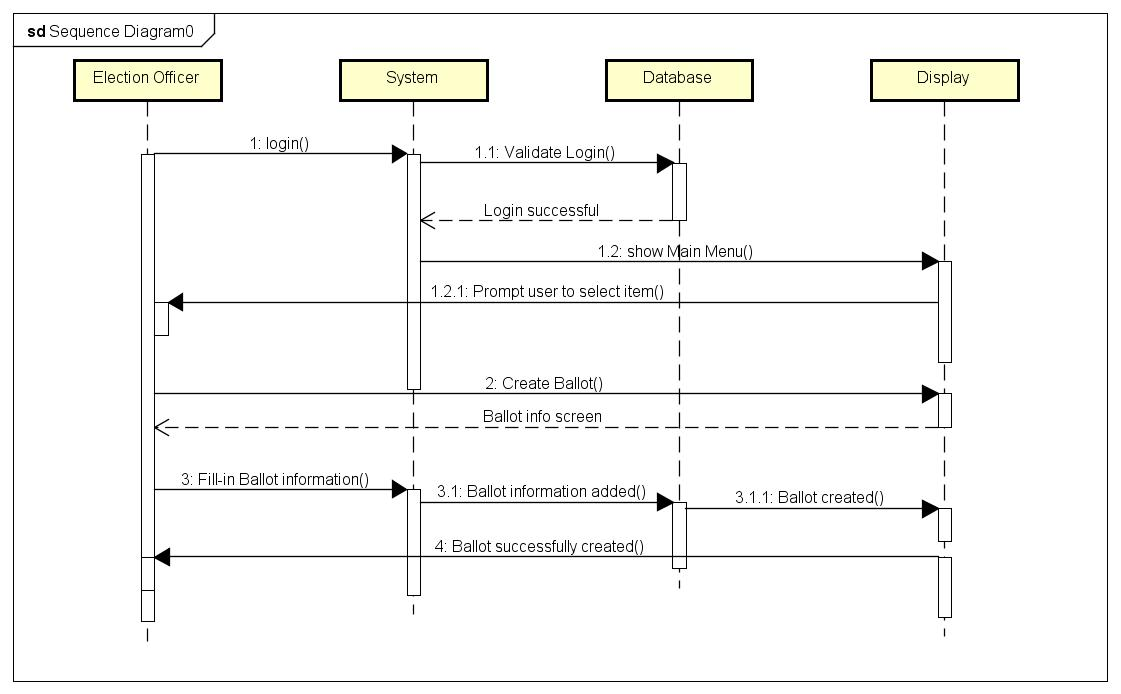 sd Sequence Diagram0
Election Officer
System
Database
Display
1: login()
1.1: Validate Login()
Login successful
1.2: show Main Menu()
1.2.1: Prompt user to select item()
2: Create Ballot()
Ballot info screen
3: Fill-in Ballot information()
3.1: Ballot information added()
3.1.1: Ballot created()
4: Ballot successfully created()